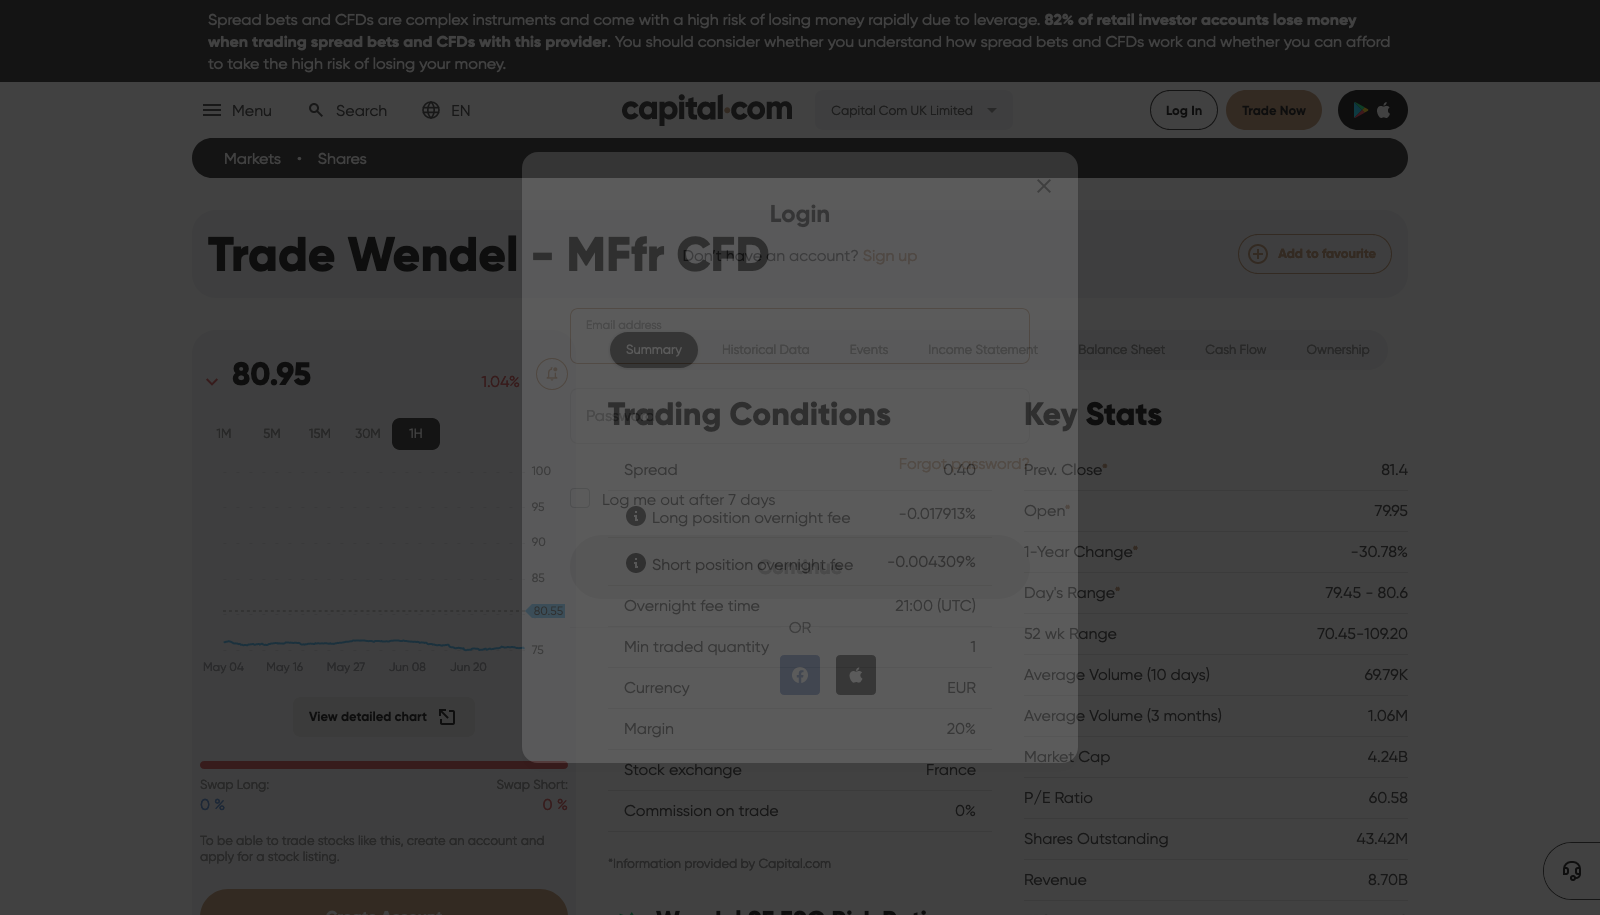 Spread bets and CFDs are complex instruments and come with a high risk of losing money rapidly due to leverage. 82% of retail investor accounts lose money
when trading spread bets and CFDs with this provider. You should consider whether you understand how spread bets and CFDs work and whether you can afford
to take the high risk of losing your money.
Menu
Search
EN
capital.com
Capital Com UK Limited
Log In
Trade Now
Markets • Shares
Login
Trade Wendel - MFfr CFD
Don't have an account? Sign up
Add to favourite
Email address
Summary
Historical Data
Events
Income Statement
Balance Sheet
Cash Flow
Ownership
80.95
1.04%
1M
5M
15M
30M
1H
100
95
90
85
80.55
75
May 04
May 16
May 27
Jun 08
Jun 20
View detailed chart
Swap Long:
Swap Short:
0 %
0 %
To be able to trade stocks like this, create an account and
apply for a stock listing.
Create Account
Password
Forgot password?
Log me out after 7 days
Continue
OR
Trading Conditions
Spread 0.40
Long position overnight fee -0.017913%
Short position overnight fee -0.004309%
Overnight fee time 21:00 (UTC)
Min traded quantity 1
Currency EUR
Margin 20%
Stock exchange France
Commission on trade 0%
*Information provided by Capital.com
Key Stats
Prev. Close* 81.4
Open* 79.95
1-Year Change* -30.78%
Day's Range* 79.45 - 80.6
52 wk Range 70.45-109.20
Average Volume (10 days) 69.79K
Average Volume (3 months) 1.06M
Market Cap 4.24B
P/E Ratio 60.58
Shares Outstanding 43.42M
Revenue 8.70B